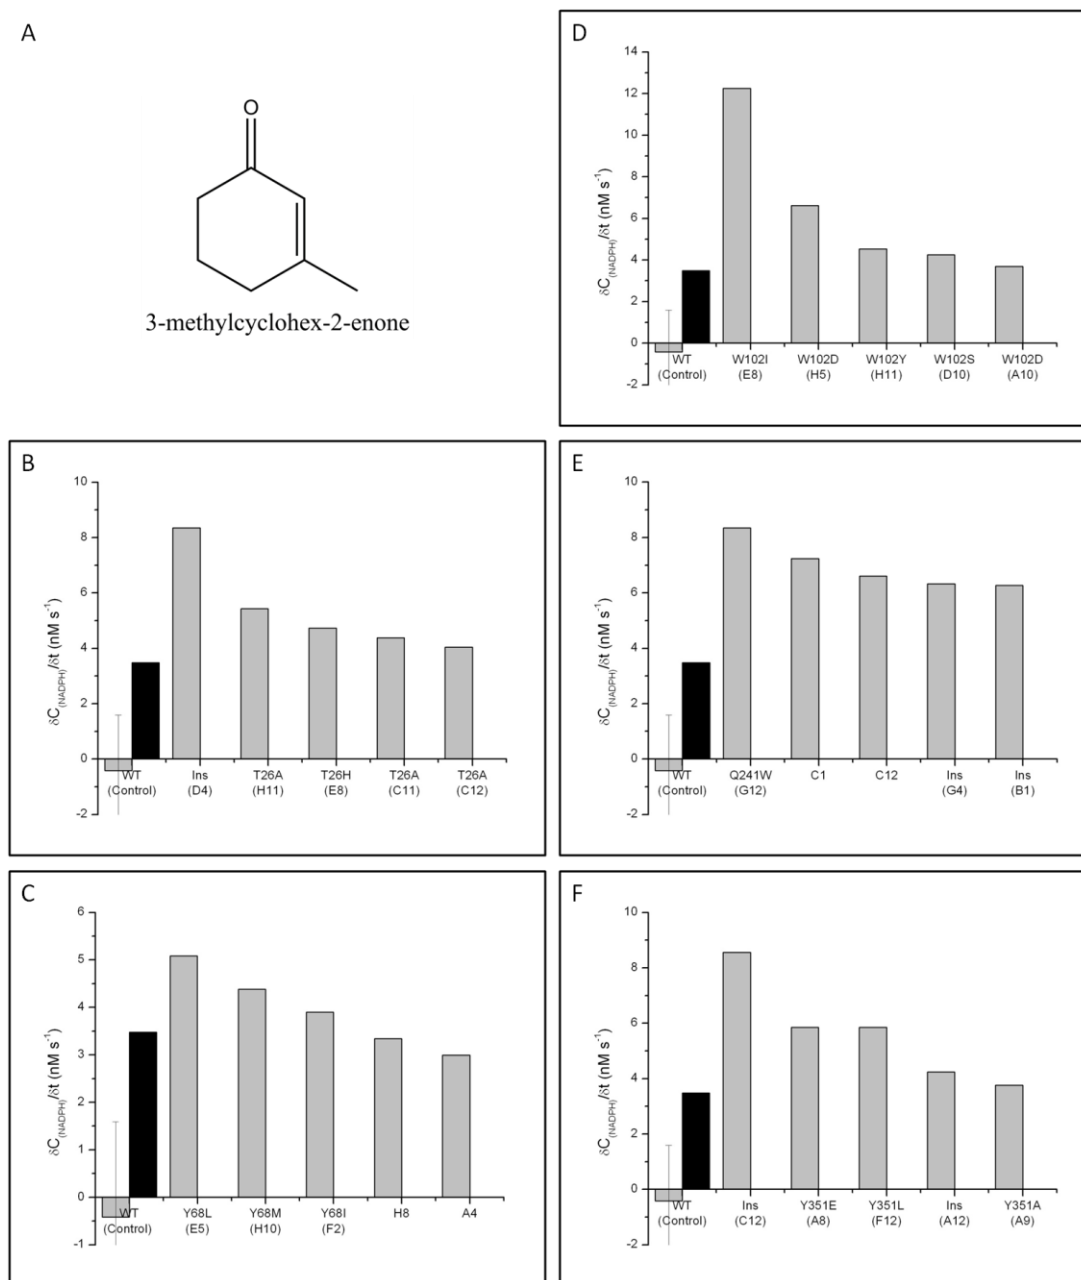 A
O
3-methylcyclohex-2-enone
B
10
8
6
4
2
0
-2
δC(NADPH)/δt (nM s-1)
WT Ins T26A T26H T26A T26A
(Control) (D4) (H11) (E8) (C11) (C12)
C
6
5
4
3
2
1
0
-1
δC(NADPH)/δt (nM s-1)
WT Y68L Y68M Y68I H8 A4
(Control) (E5) (H10) (F2)
D
14
12
10
8
6
4
2
0
-2
δC(NADPH)/δt (nM s-1)
WT W102I W102D W102Y W102S W102D
(Control) (E8) (H5) (H11) (D10) (A10)
E
10
8
6
4
2
0
-2
δC(NADPH)/δt (nM s-1)
WT Q241W C1 C12 Ins Ins
(Control) (G12) (G4) (B1)
F
10
8
6
4
2
0
-2
δC(NADPH)/δt (nM s-1)
WT Ins Y351E Y351L Ins Y351A
(Control) (C12) (A8) (F12) (A12) (A9)